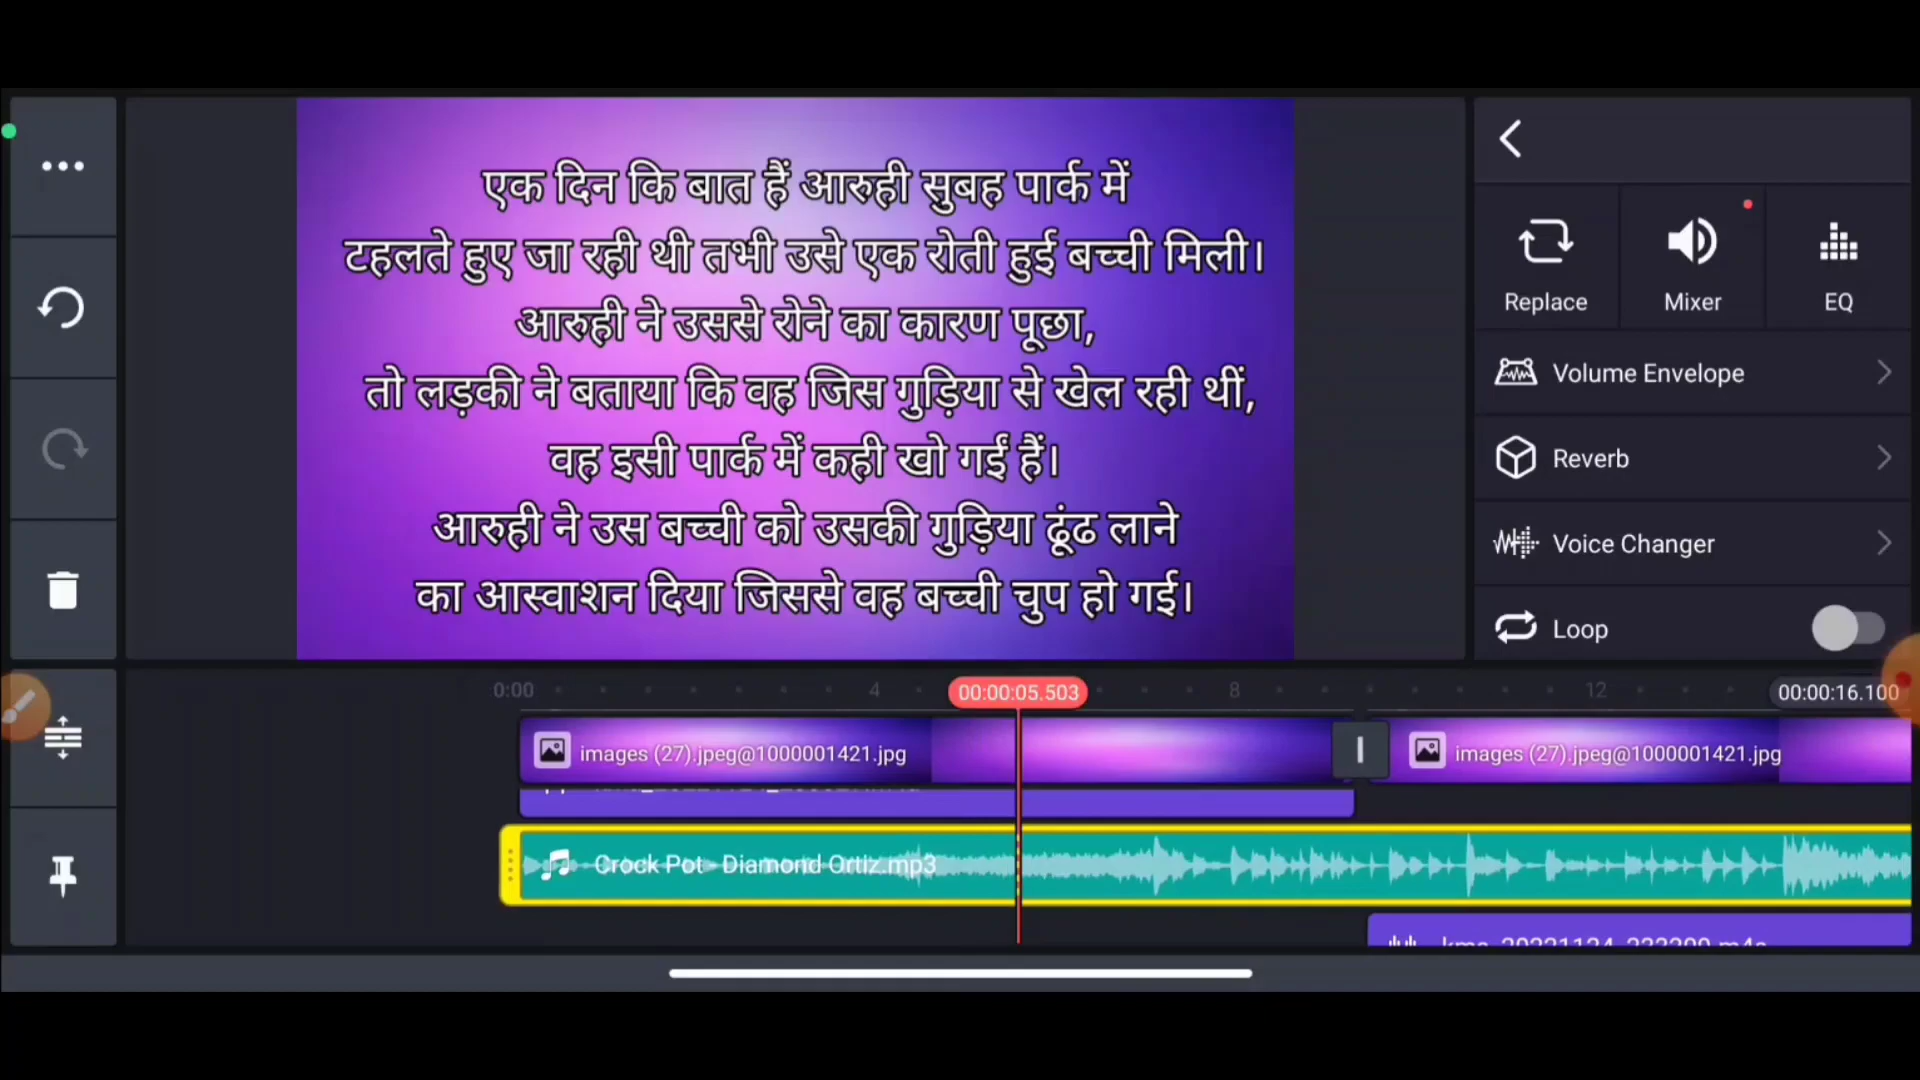 एक दिन कि बात हैं आरुही सुबह पार्क में
टहलते हुए जा रही थी तभी उसे एक रोती हुई बच्ची मिली।
आरुही ने उससे रोने का कारण पूछा,
तो लड़की ने बताया कि वह जिस गुड़िया से खेल रही थीं,
वह इसी पार्क में कही खो गईं हैं।
आरुही ने उस बच्ची को उसकी गुड़िया ढूंढ लाने
का आस्वाशन दिया जिससे वह बच्ची चुप हो गई।
Replace
Mixer
EQ
Volume Envelope
Reverb
Voice Changer
Loop
0:00
4
00:00:05.503
8
12
00:00:16.100
images (27).jpeg@1000001421.jpg
images (27).jpeg@1000001421.jpg
Crock Pot - Diamond Ortiz.mp3